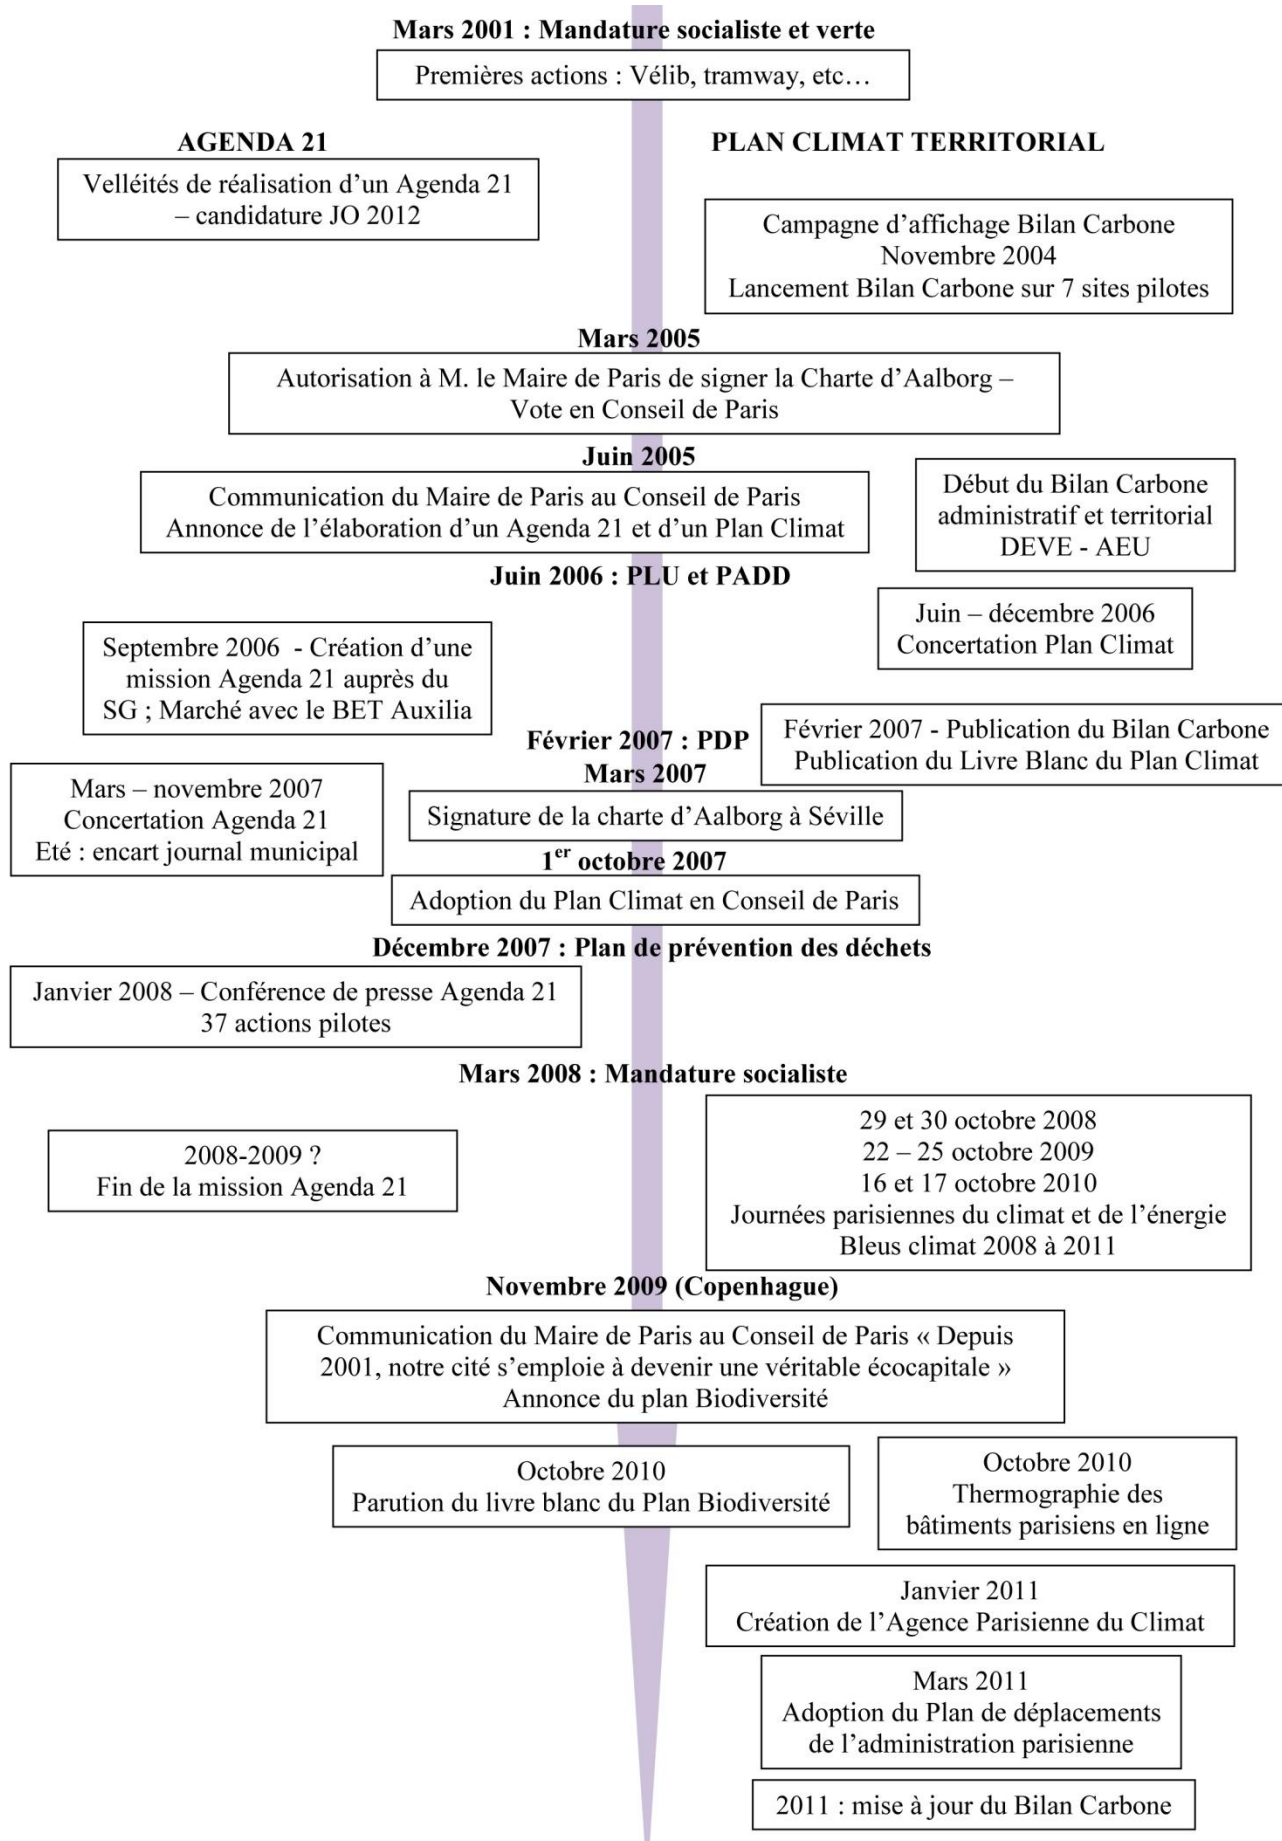 Mars 2001 : Mandature socialiste et verte
Premières actions : Vélib, tramway, etc…
AGENDA 21
PLAN CLIMAT TERRITORIAL
Velléités de réalisation d’un Agenda 21
– candidature JO 2012
Campagne d’affichage Bilan Carbone
Novembre 2004
Lancement Bilan Carbone sur 7 sites pilotes
Mars 2005
Autorisation à M. le Maire de Paris de signer la Charte d’Aalborg –
Vote en Conseil de Paris
Juin 2005
Communication du Maire de Paris au Conseil de Paris
Annonce de l’élaboration d’un Agenda 21 et d’un Plan Climat
Début du Bilan Carbone
administratif et territorial
DEVE - AEU
Juin 2006 : PLU et PADD
Juin – décembre 2006
Concertation Plan Climat
Septembre 2006 - Création d’une
mission Agenda 21 auprès du
SG ; Marché avec le BET Auxilia
Février 2007 : PDP
Février 2007 - Publication du Bilan Carbone
Publication du Livre Blanc du Plan Climat
Mars 2007
Signature de la charte d’Aalborg à Séville
Mars – novembre 2007
Concertation Agenda 21
Eté : encart journal municipal
1er octobre 2007
Adoption du Plan Climat en Conseil de Paris
Décembre 2007 : Plan de prévention des déchets
Janvier 2008 – Conférence de presse Agenda 21
37 actions pilotes
Mars 2008 : Mandature socialiste
29 et 30 octobre 2008
22 – 25 octobre 2009
16 et 17 octobre 2010
Journées parisiennes du climat et de l’énergie
Bleus climat 2008 à 2011
2008-2009 ?
Fin de la mission Agenda 21
Novembre 2009 (Copenhague)
Communication du Maire de Paris au Conseil de Paris « Depuis
2001, notre cité s’emploie à devenir une véritable écocapitale »
Annonce du plan Biodiversité
Octobre 2010
Parution du livre blanc du Plan Biodiversité
Octobre 2010
Thermographie des
bâtiments parisiens en ligne
Janvier 2011
Création de l’Agence Parisienne du Climat
Mars 2011
Adoption du Plan de déplacements
de l’administration parisienne
2011 : mise à jour du Bilan Carbone